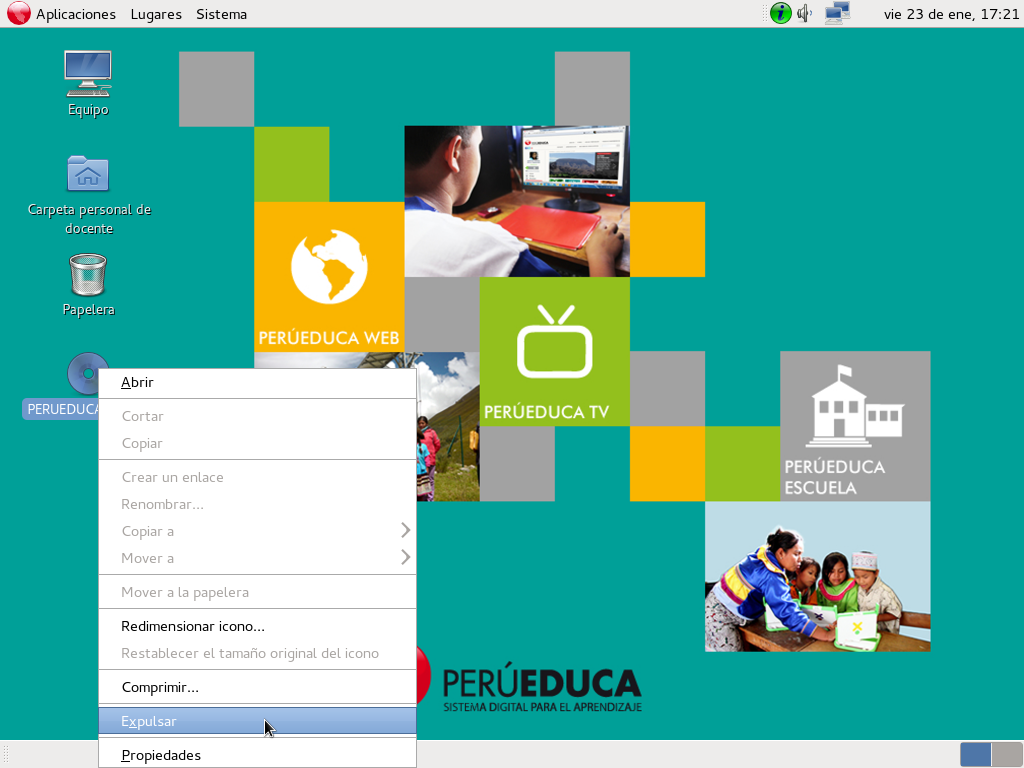 Aplicaciones Lugares Sistema
vie 23 de ene, 17:21
Equipo
Carpeta personal de
docente
Papelera
PERUEDUCA
Abrir
Cortar
Copiar
Crear un enlace
Renombrar...
Copiar a
Mover a
Mover a la papelera
Redimensionar icono...
Restablecer el tamaño original del icono
Comprimir...
Expulsar
Propiedades
PERÚEDUCA WEB
PERÚEDUCA TV
PERÚEDUCA
ESCUELA
PERÚEDUCA
SISTEMA DIGITAL PARA EL APRENDIZAJE